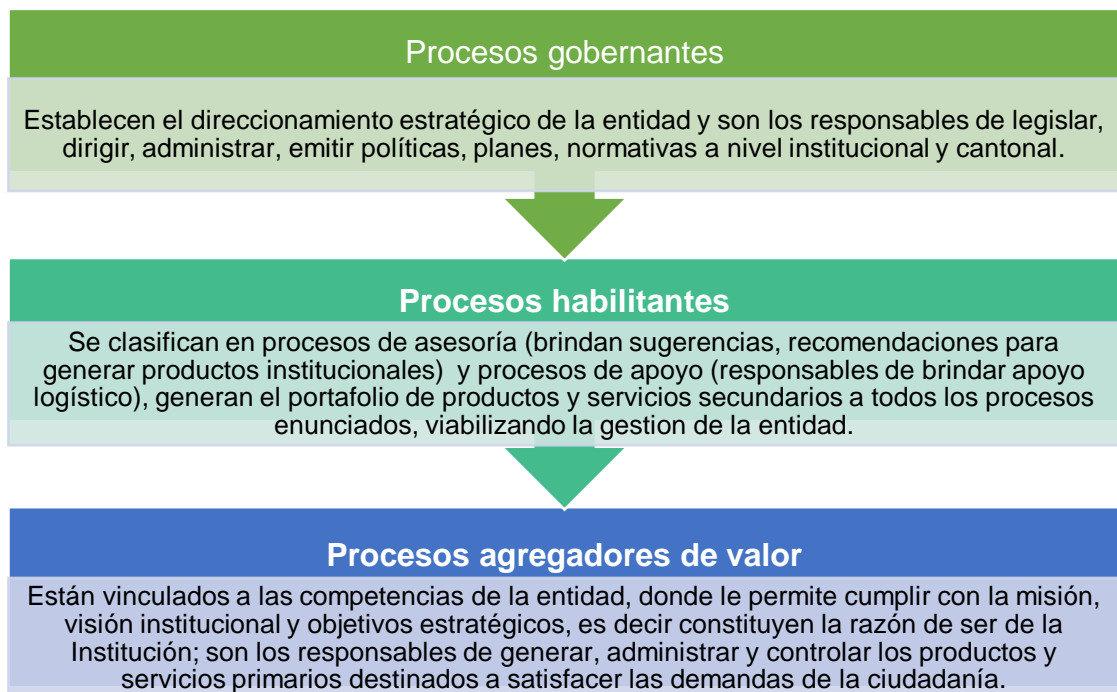 Procesos gobernantes
Establecen el direccionamiento estratégico de la entidad y son los responsables de legislar,
dirigir, administrar, emitir políticas, planes, normativas a nivel institucional y cantonal.
Procesos habilitantes
Se clasifican en procesos de asesoría (brindan sugerencias, recomendaciones para
generar productos institucionales)  y procesos de apoyo (responsables de brindar apoyo
logístico), generan el portafolio de productos y servicios secundarios a todos los procesos
enunciados, viabilizando la gestion de la entidad.
Procesos agregadores de valor
Están vinculados a las competencias de la entidad, donde le permite cumplir con la misión,
visión institucional y objetivos estratégicos, es decir constituyen la razón de ser de la
Institución; son los responsables de generar, administrar y controlar los productos y
servicios primarios destinados a satisfacer las demandas de la ciudadanía.